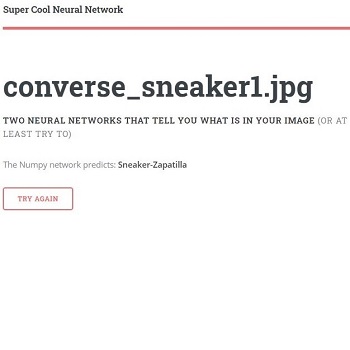 Super Cool Neural Network
converse_sneaker1.jpg
TWO NEURAL NETWORKS THAT TELL YOU WHAT IS IN YOUR IMAGE (OR AT
LEAST TRY TO)
The Numpy network predicts: Sneaker-Zapatilla
TRY AGAIN